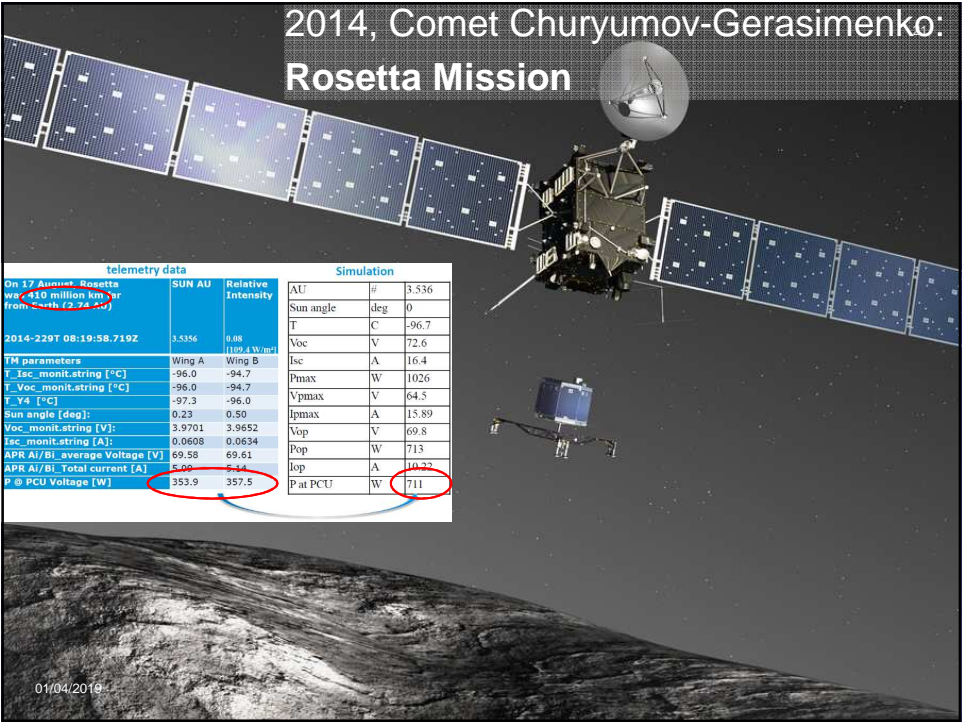 2014, Comet Churyumov-Gerasimenko:
Rosetta Mission
telemetry data
On 17 August, Rosetta
was 410 million km far
from Earth (2.74 AU)
SUN AU
Relative
Intensity
2014-229T 08:19:58.719Z 3.5356 0.08
[109.4 W/m²]
TM parameters Wing A Wing B
T_Isc_monit.string [°C] -96.0 -94.7
T_Voc_monit.string [°C] -96.0 -94.7
T_Y4 [°C] -97.3 -96.0
Sun angle [deg]: 0.23 0.50
Voc_monit.string [V]: 3.9701 3.9652
Isc_monit.string [A]: 0.0608 0.0634
APR Ai/Bi_average Voltage [V] 69.58 69.61
APR Ai/Bi_Total current [A] 5.09 5.14
P @ PCU Voltage [W] 353.9 357.5
Simulation
AU # 3.536
Sun angle deg 0
T C -96.7
Voc V 72.6
Isc A 16.4
Pmax W 1026
Vpmax V 64.5
Ipmax A 15.89
Vop V 69.8
Pop W 713
Iop A 10.22
P at PCU W 711
01/04/2019